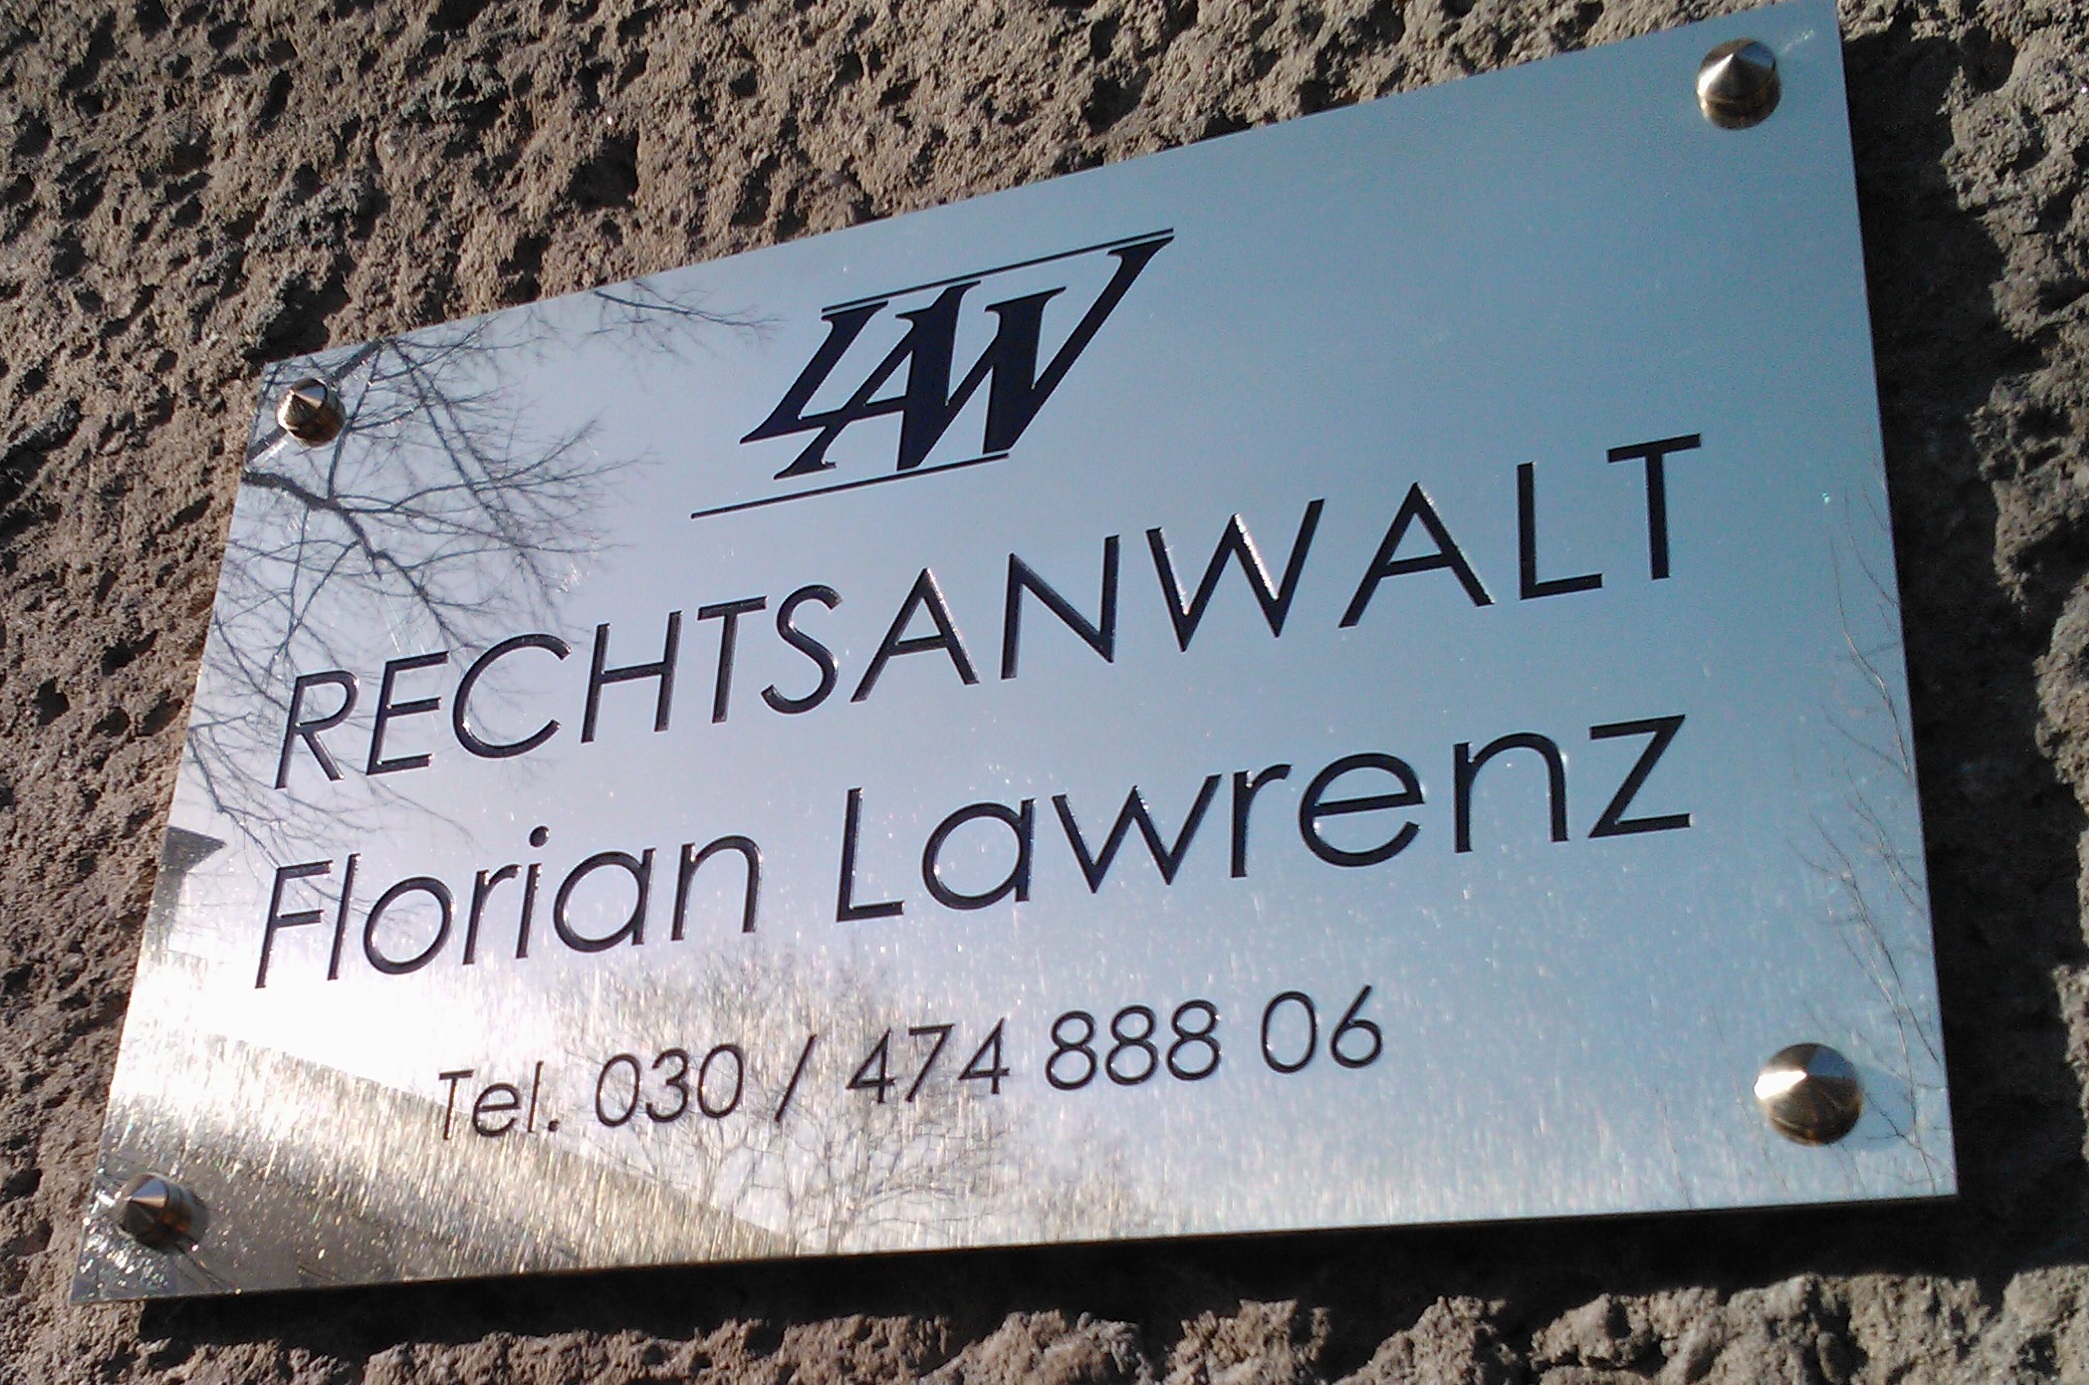 LAW
RECHTSANWALT
Florian Lawrenz
Tel. 030 / 474 888 06